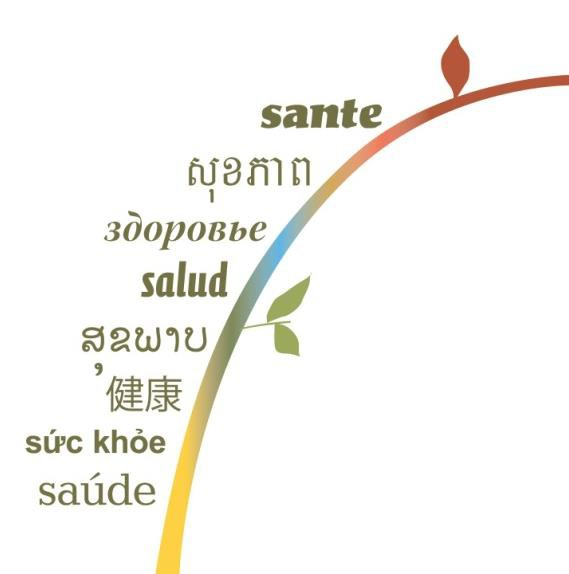 sante
សុខភាព
здоровье
salud
ສຸຂພາບ
健康
sức khỏe
saúde